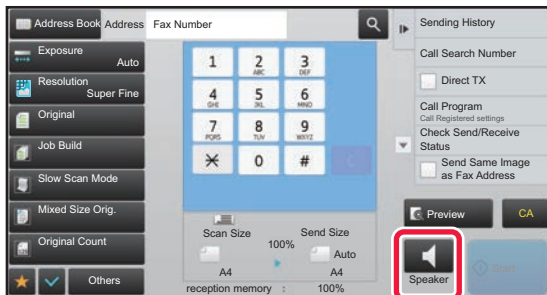 Address Book
Address
Fax Number
Exposure
Auto
Resolution
Super Fine
Original
Job Build
Slow Scan Mode
Mixed Size Orig.
Original Count
Others
1
2
ABC
3
DEF
4
GHI
5
JKL
6
MNO
7
PQRS
8
TUV
9
WXYZ
0
#
C
Scan Size
100%
Send Size
Auto
A4
A4
reception memory : 100%
Sending History
Call Search Number
Direct TX
Call Program
Call Registered settings
Check Send/Receive
Status
Send Same Image
as Fax Address
Preview
CA
Speaker
Start